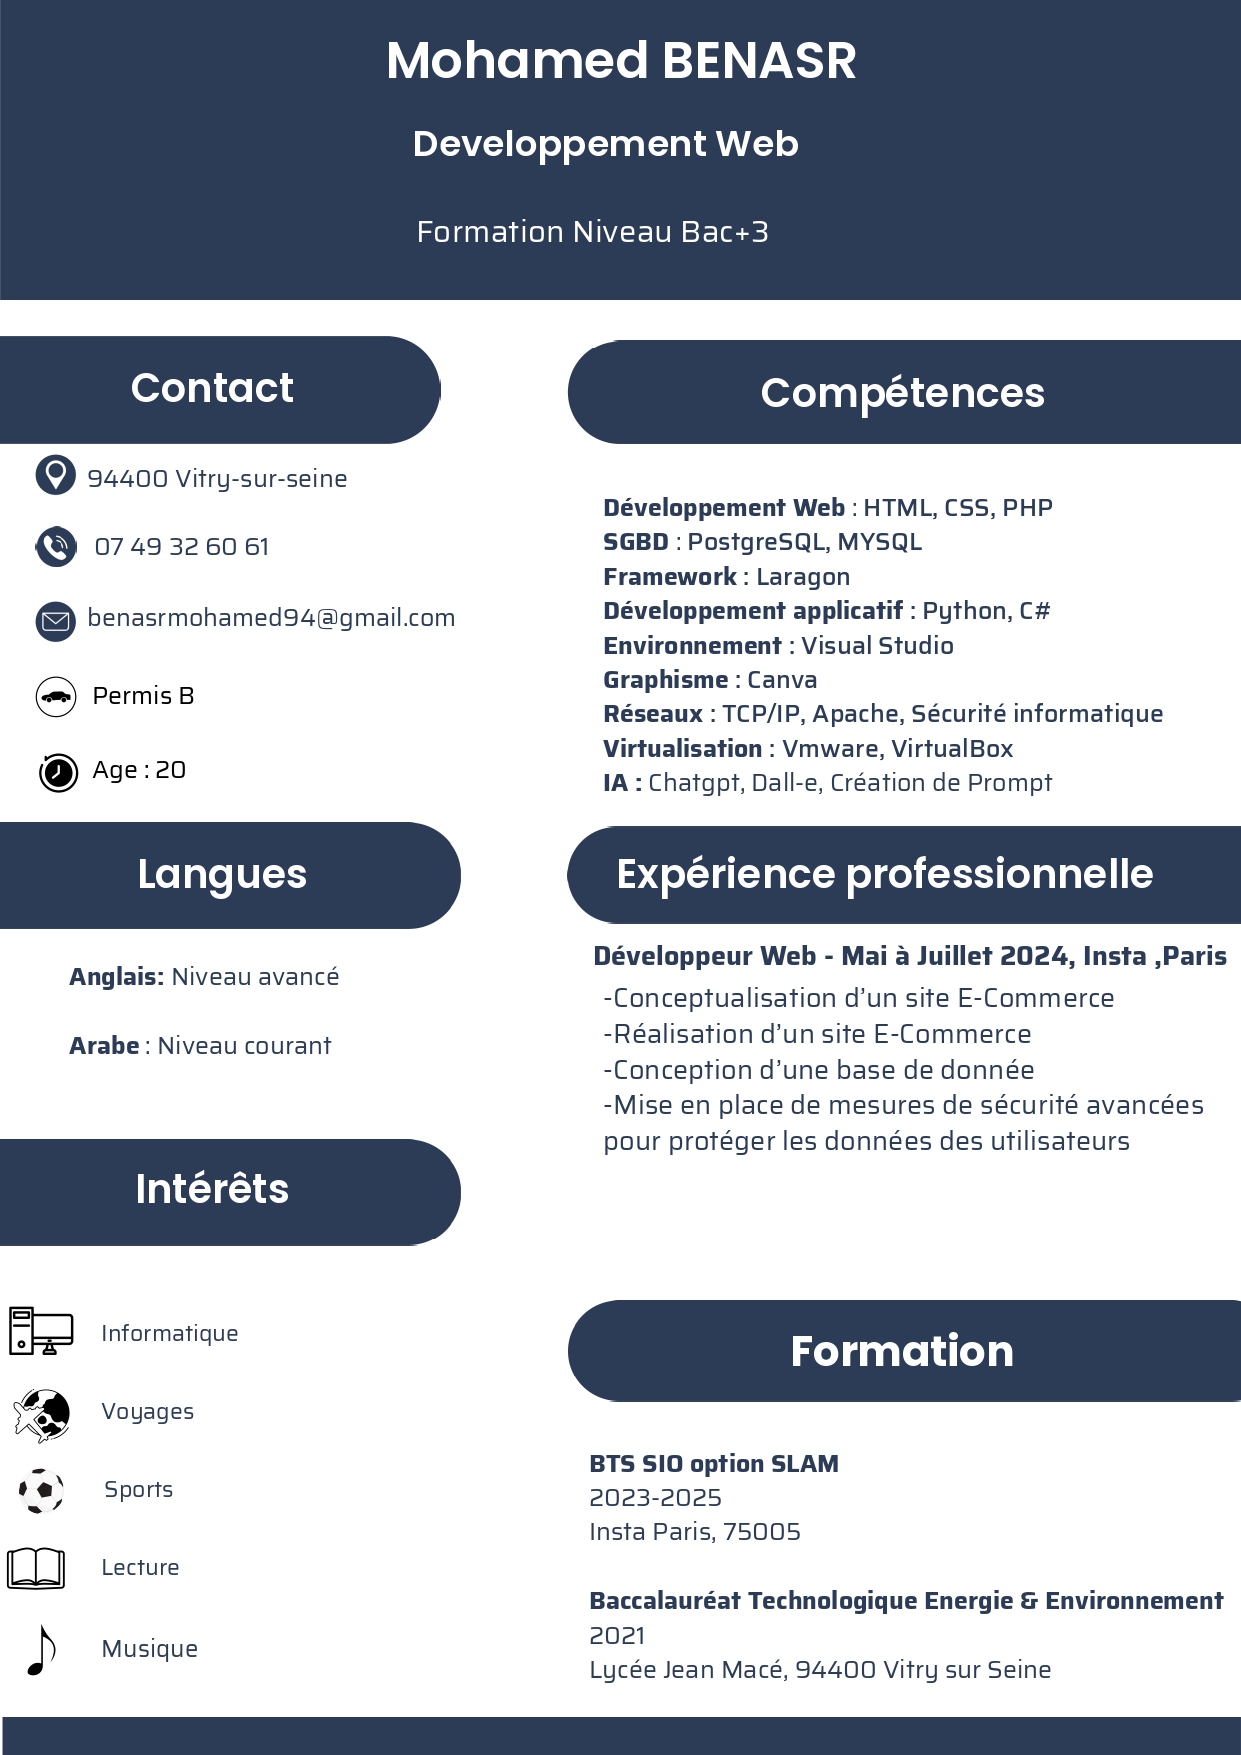 Mohamed BENASR
Developpement Web
Formation Niveau Bac+3
Contact
94400 Vitry-sur-seine
07 49 32 60 61
benasrmohamed94@gmail.com
Permis B
Age : 20
Langues
Anglais: Niveau avancé
Arabe : Niveau courant
Intérêts
Informatique
Voyages
Sports
Lecture
Musique
Compétences
Développement Web : HTML, CSS, PHP
SGBD : PostgreSQL, MYSQL
Framework : Laragon
Développement applicatif : Python, C#
Environnement : Visual Studio
Graphisme : Canva
Réseaux : TCP/IP, Apache, Sécurité informatique
Virtualisation : Vmware, VirtualBox
IA : Chatgpt, Dall-e, Création de Prompt
Expérience professionnelle
Développeur Web - Mai à Juillet 2024, Insta ,Paris
-Conceptualisation d’un site E-Commerce
-Réalisation d’un site E-Commerce
-Conception d’une base de donnée
-Mise en place de mesures de sécurité avancées
pour protéger les données des utilisateurs
Formation
BTS SIO option SLAM
2023-2025
Insta Paris, 75005
Baccalauréat Technologique Energie & Environnement
2021
Lycée Jean Macé, 94400 Vitry sur Seine